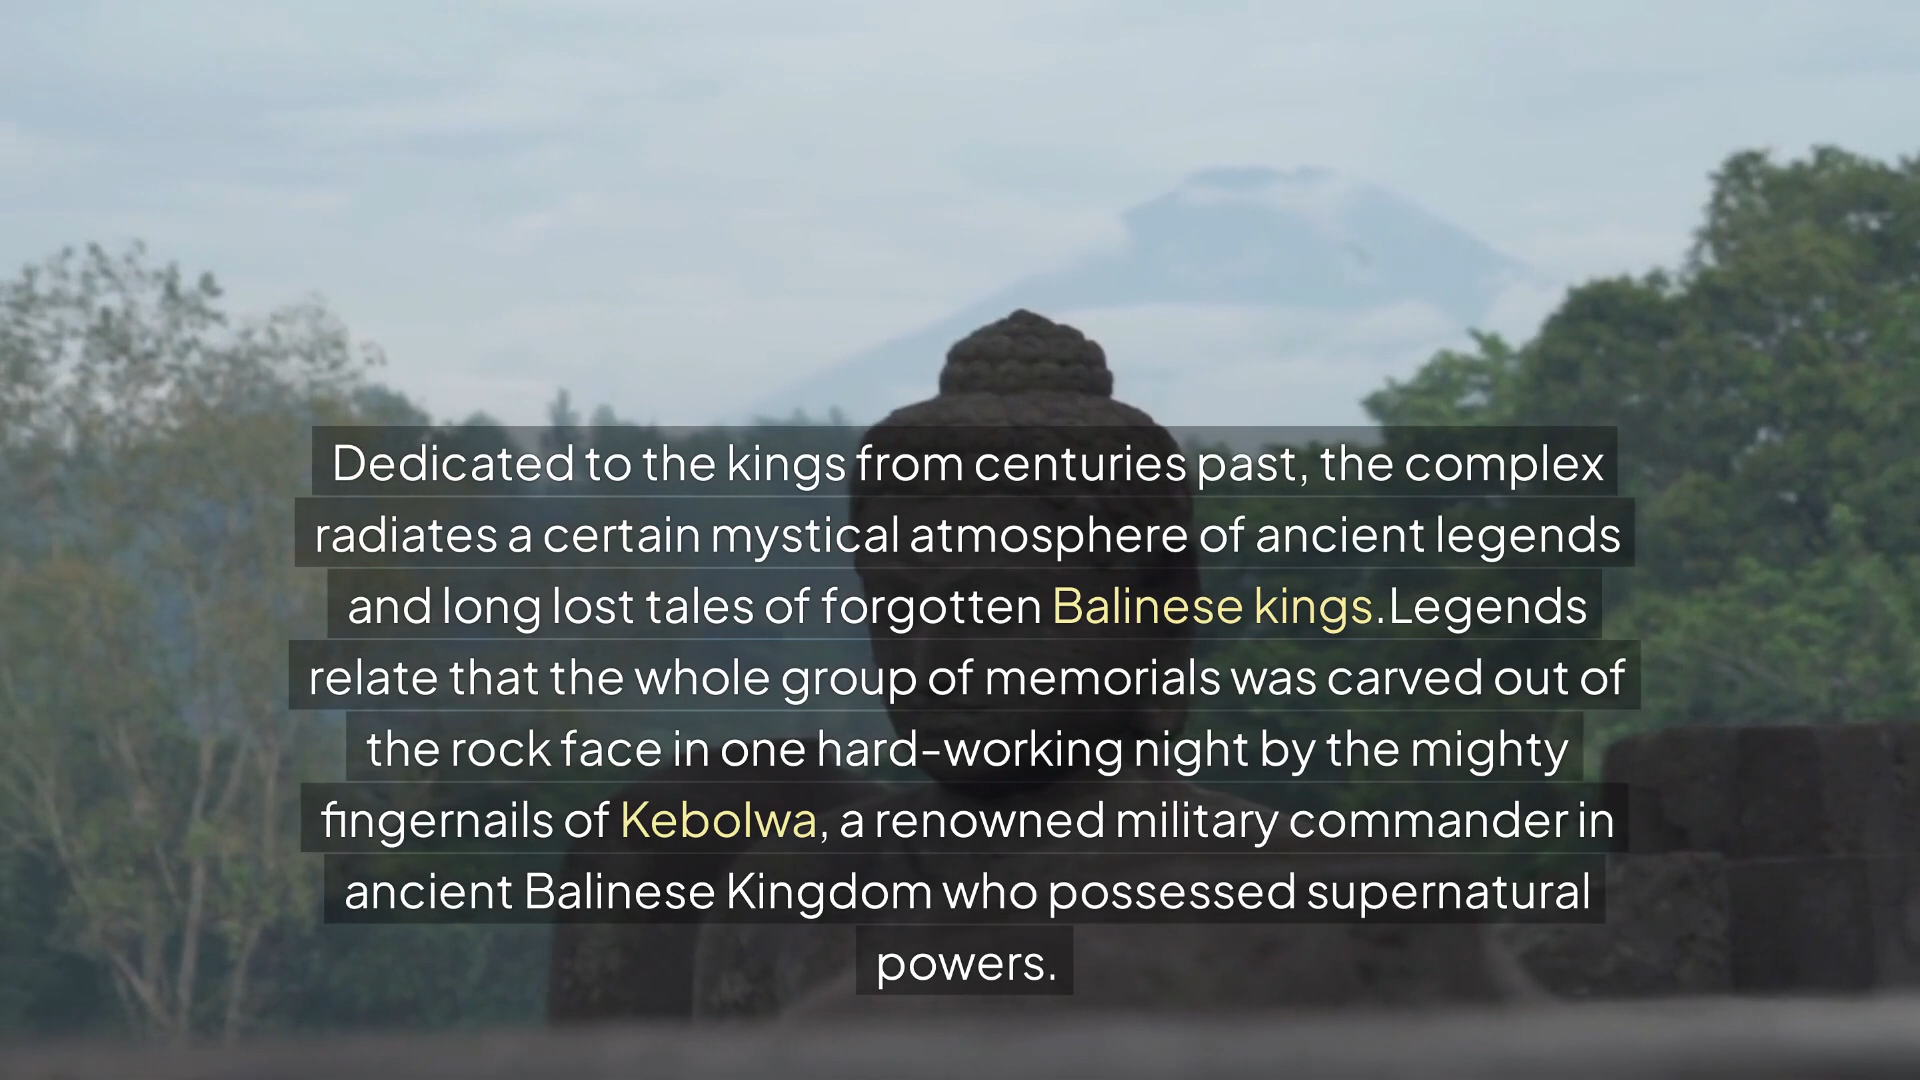 Dedicated to the kings from centuries past, the complex
radiates a certain mystical atmosphere of ancient legends
and long lost tales of forgotten Balinese kings.Legends
relate that the whole group of memorials was carved out of
the rock face in one hard-working night by the mighty
fingernails of Kebolwa, a renowned military commander in
ancient Balinese Kingdom who possessed supernatural
powers.